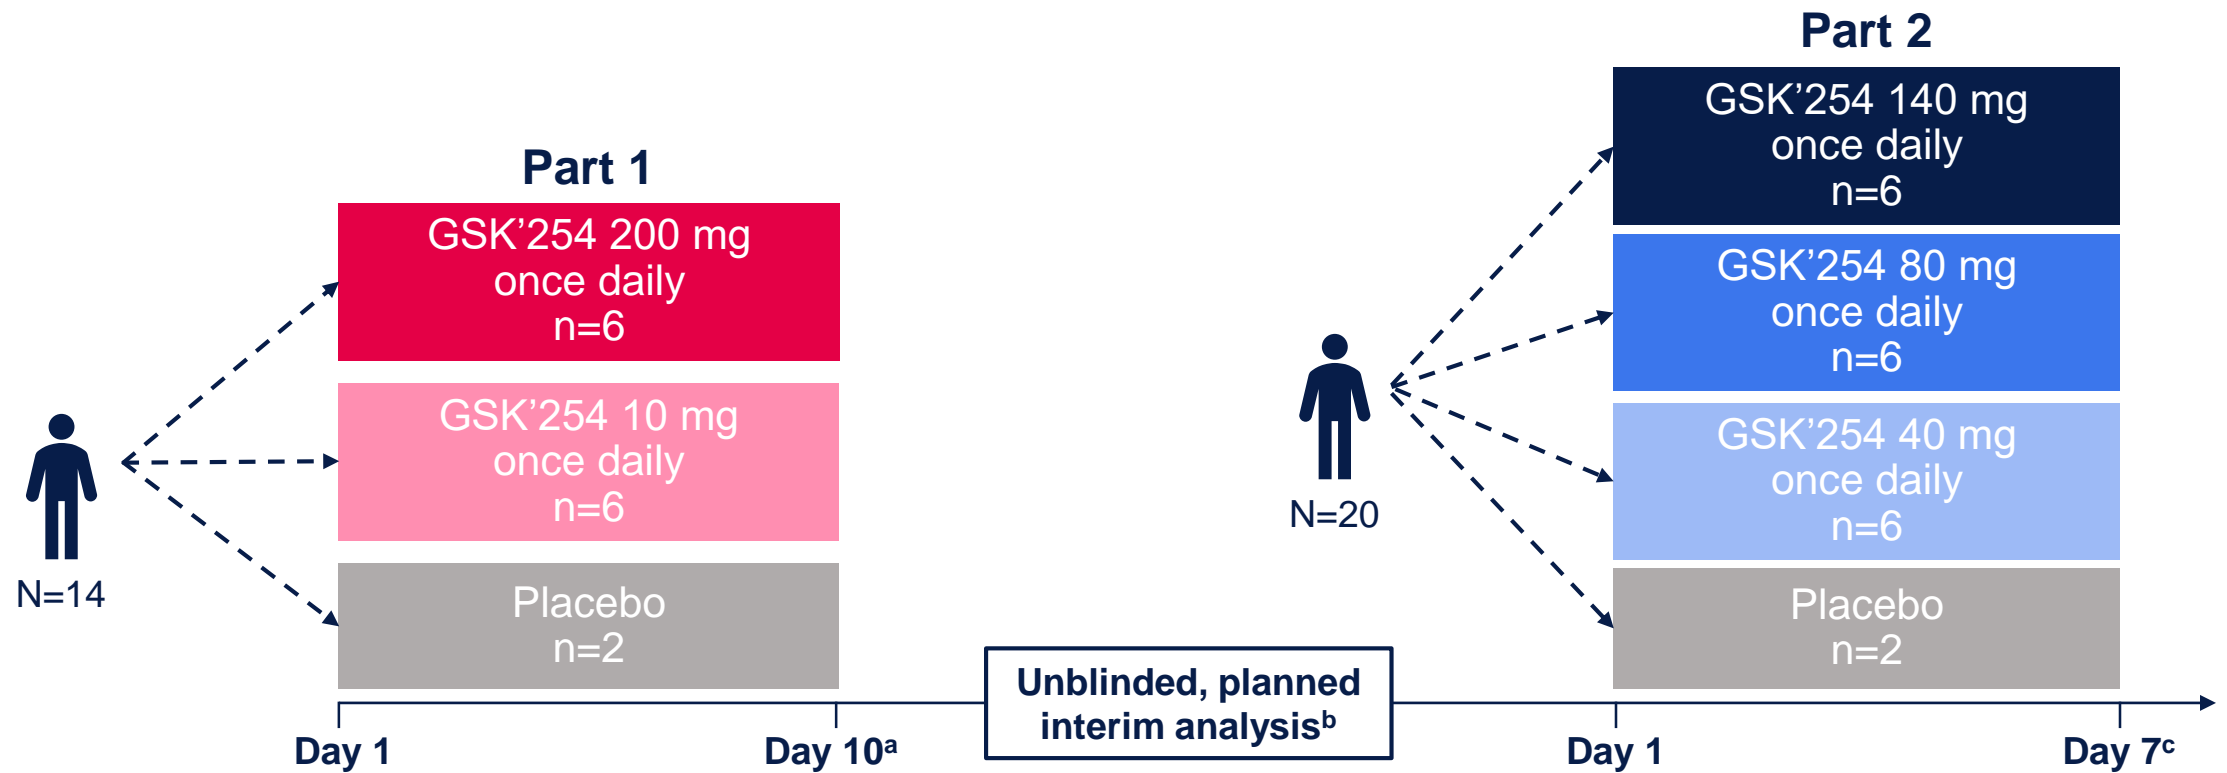 Part 1
GSK’254 200 mg
once daily
n=6
GSK’254 10 mg
once daily
n=6
Placebo
n=2
N=14
Day 1
Day 10ᵃ
Unblinded, planned
interim analysisᵇ
Part 2
GSK’254 140 mg
once daily
n=6
GSK’254 80 mg
once daily
n=6
GSK’254 40 mg
once daily
n=6
Placebo
n=2
N=20
Day 1
Day 7ᶜ